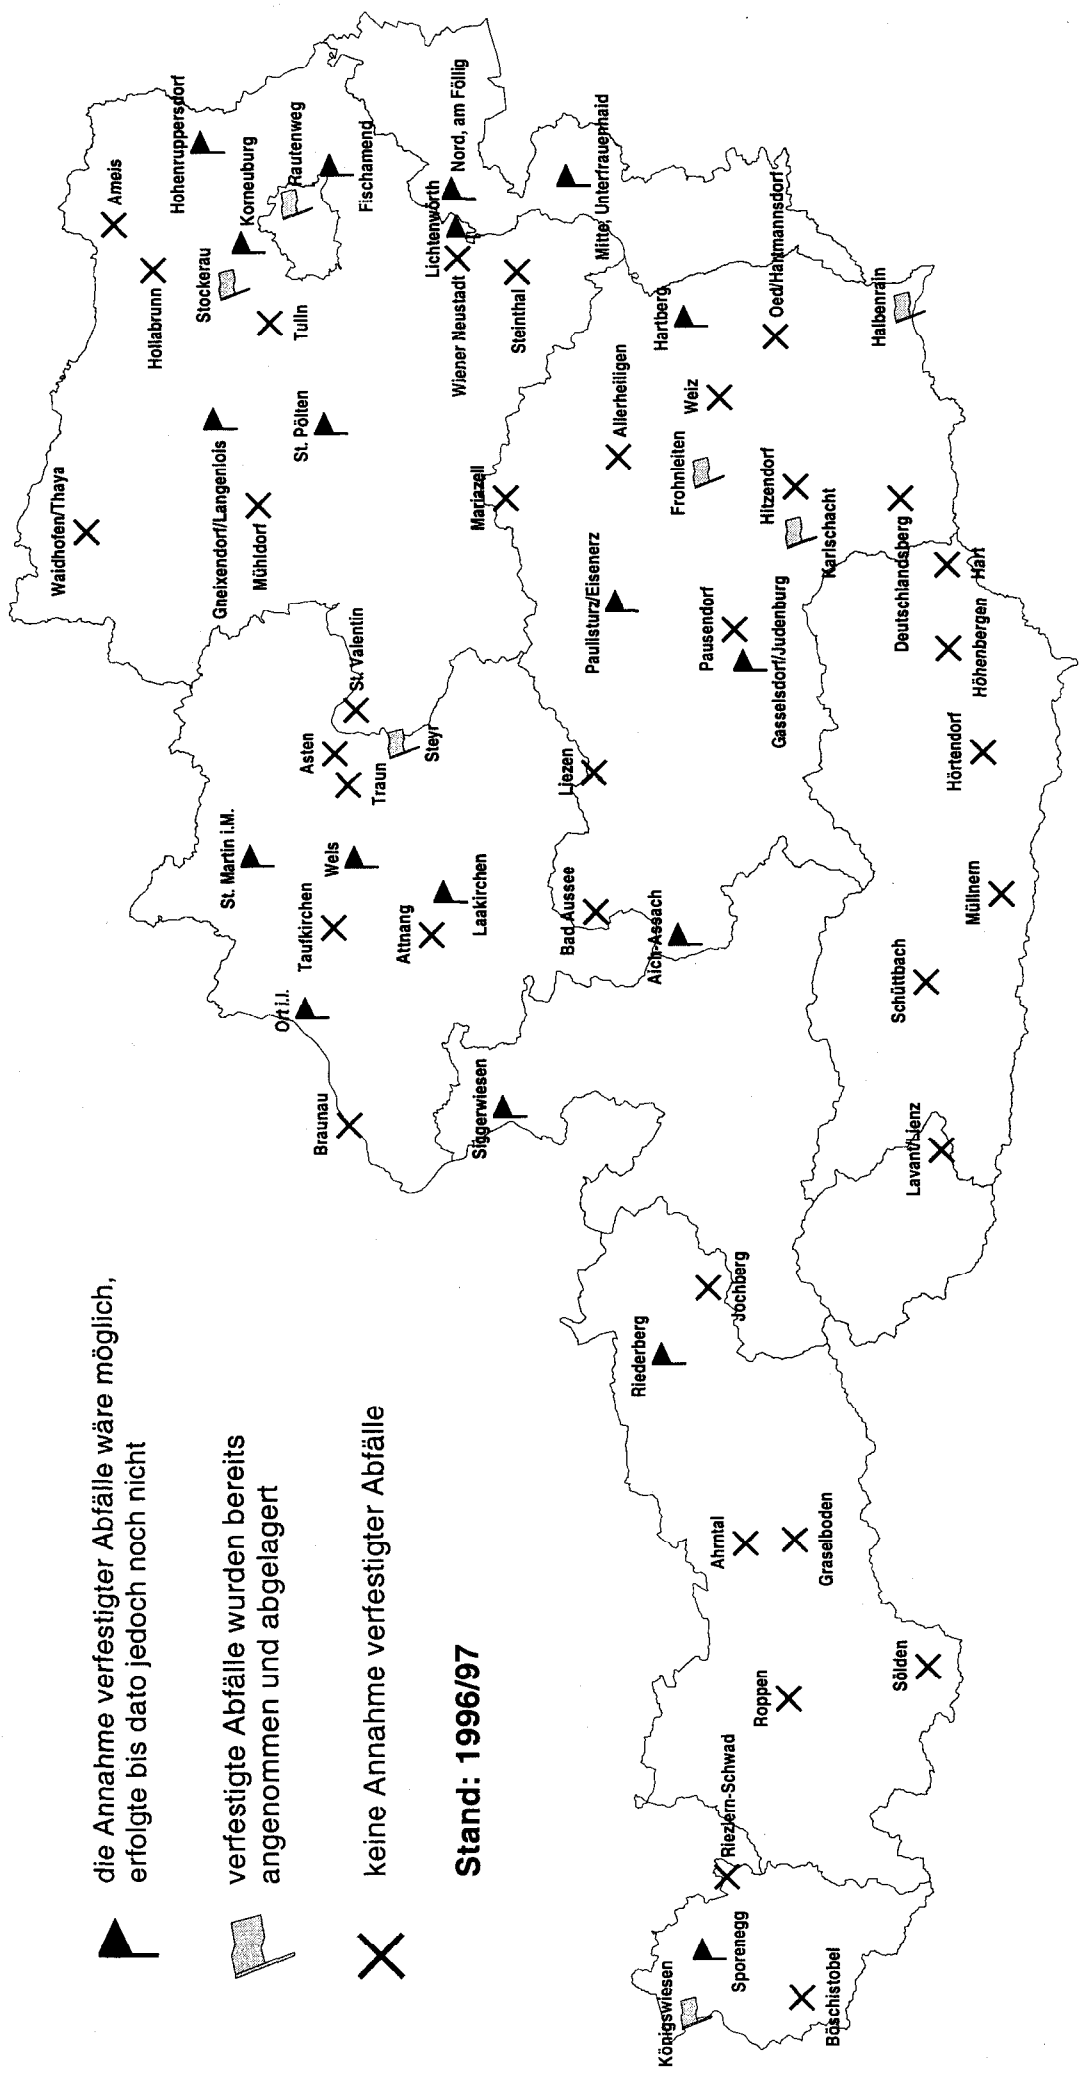 die Annahme verfestigter Abfälle wäre möglich,
erfolgte bis dato jedoch noch nicht
verfestigte Abfälle wurden bereits
angenommen und abgelagert
keine Annahme verfestigter Abfälle
Stand: 1996/97
Waidhofen/Thaya
Ameis
Hollabrunn
Hohenruppersdorf
Stockerau
Korneuburg
Rautenweg
Gneixendorf/Langenlois
Mühldorf
Tulln
St. Pölten
Fischamend
St. Martin i.M.
Ort i.I.
Taufkirchen
Wels
Asten
Traun
St. Valentin
Steyr
Braunau
Attnang
Laakirchen
Lichtenwörth
Nord, am Föllig
Wiener Neustadt
Steinthal
Mariazell
Siggerwiesen
Bad Aussee
Liezen
Paulisturz/Eisenerz
Allerheiligen
Mitte, Unterfrauenhaid
Aich-Assach
Hartberg
Frohnleiten
Weiz
Pausendorf
Gasselsdorf/Judenburg
Hitzendorf
Karlschacht
Oed/Hartmannsdorf
Halbenrain
Deutschlandsberg
Riederberg
Jochberg
Ahrntal
Graselboden
Königswiesen
Sporenegg
Riezlern-Schwad
Roppen
Böschistobel
Sölden
Lavant/Lienz
Schüttbach
Müllnern
Hörtendorf
Höhenbergen
Hart